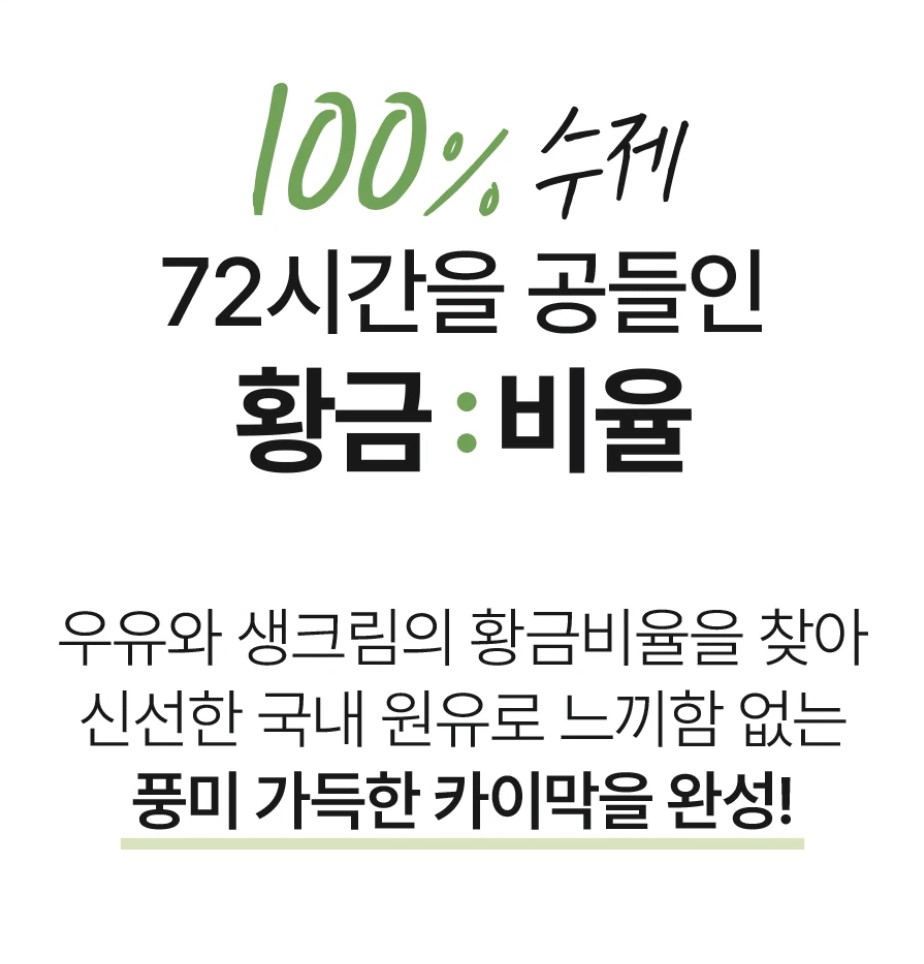 100% 수제
72시간을 공들인
황금:비율
우유와 생크림의 황금비율을 찾아
신선한 국내 원유로 느끼함 없는
풍미 가득한 카이막을 완성!